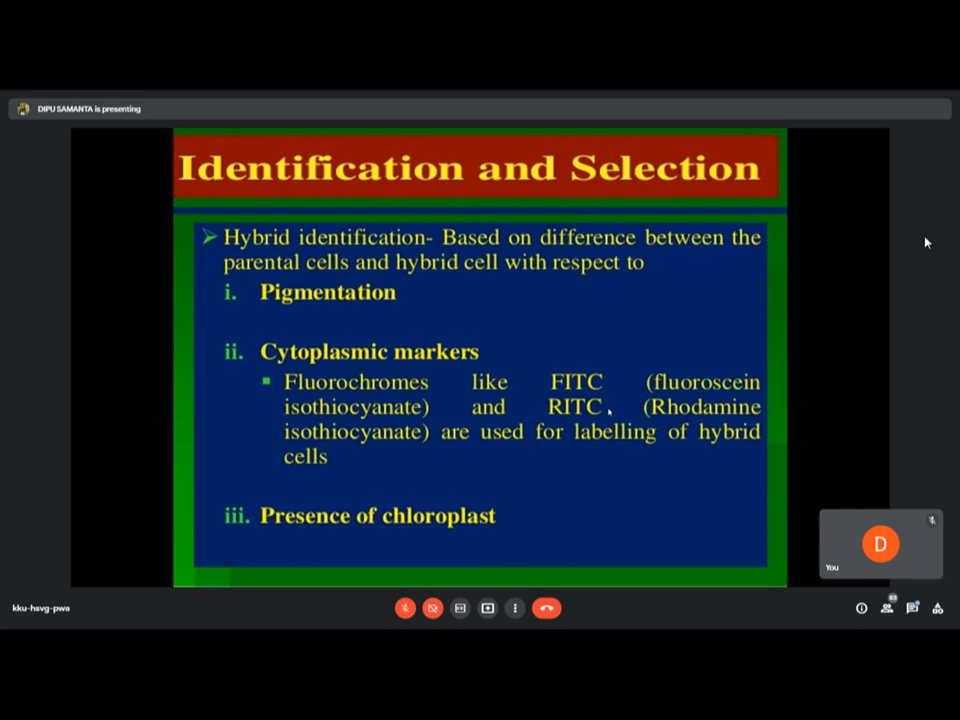 DIPU SAMANTA is presenting
Identification and Selection
Hybrid identification- Based on difference between the
parental cells and hybrid cell with respect to
i. Pigmentation
ii. Cytoplasmic markers
Fluorochromes like FITC (fluoroscein
isothiocyanate) and RITC (Rhodamine
isothiocyanate) are used for labelling of hybrid
cells
iii. Presence of chloroplast
D
You
kku-hsvg-pwa
83